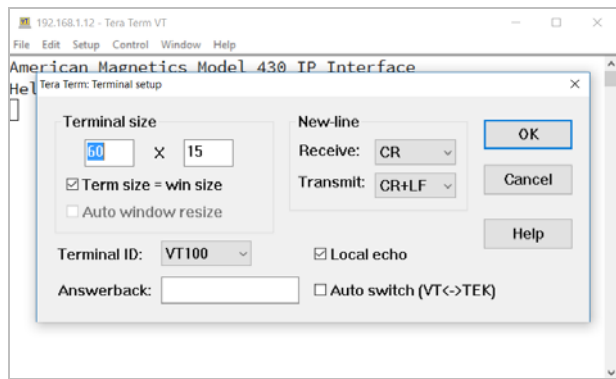 192.168.1.12 - Tera Term VT
File Edit Setup Control Window Help
American Magnetics Model 430 IP Interface
Hel
Tera Term: Terminal setup
Terminal size
60 X 15
Term size = win size
Auto window resize
New-line
Receive: CR
Transmit: CR+LF
OK
Cancel
Help
Terminal ID: VT100
Local echo
Answerback:
Auto switch (VT<->TEK)